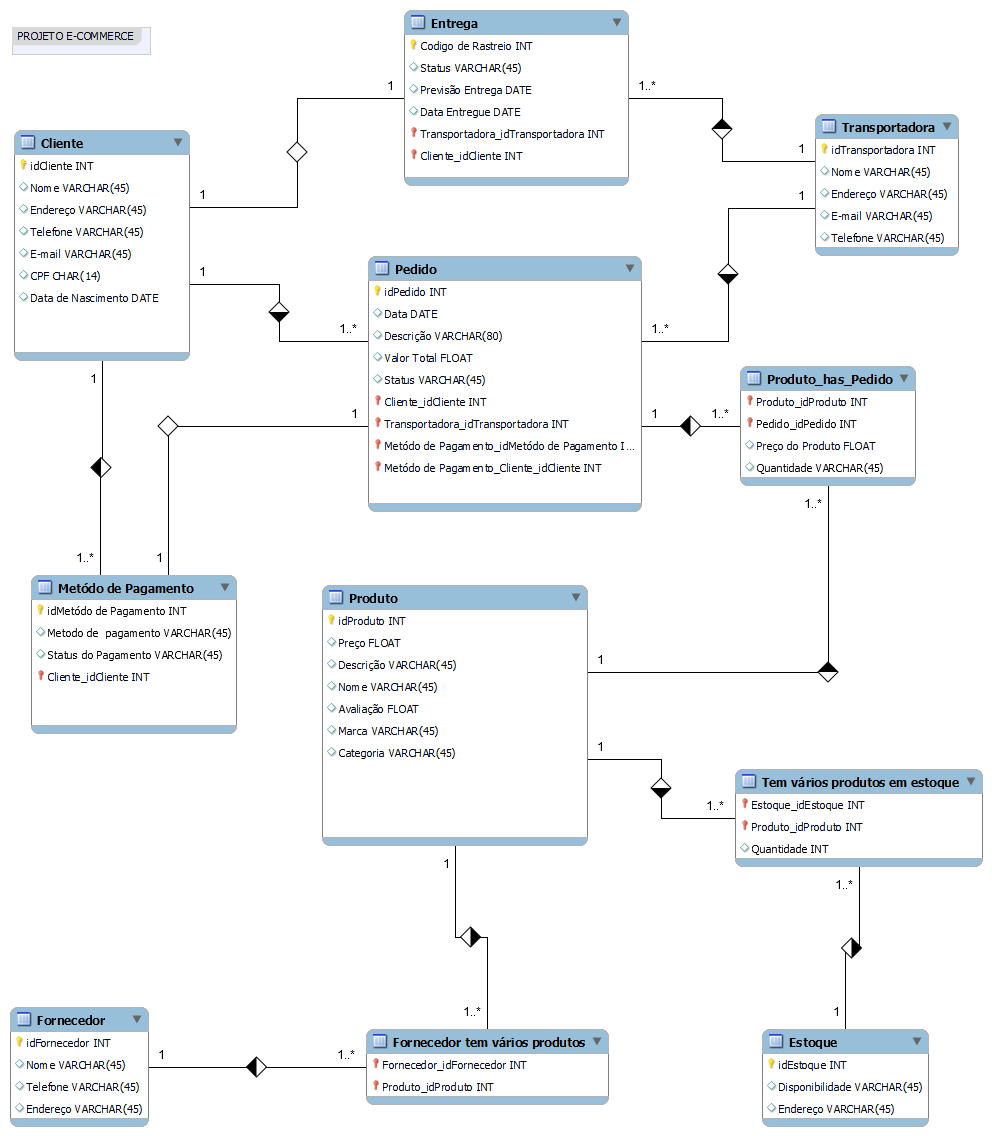 PROJETO E-COMMERCE
Entrega
Codigo de Rastreio INT
Status VARCHAR(45)
Previsão Entrega DATE
Data Entregue DATE
Transportadora_idTransportadora INT
Cliente_idCliente INT
1
1..*
Transportadora
idTransportadora INT
Nome VARCHAR(45)
Endereço VARCHAR(45)
E-mail VARCHAR(45)
Telefone VARCHAR(45)
1
1
Cliente
idCliente INT
Nome VARCHAR(45)
Endereço VARCHAR(45)
Telefone VARCHAR(45)
E-mail VARCHAR(45)
CPF CHAR(14)
Data de Nascimento DATE
1
1
1
Pedido
idPedido INT
Data DATE
Descrição VARCHAR(80)
Valor Total FLOAT
Status VARCHAR(45)
Cliente_idCliente INT
Transportadora_idTransportadora INT
Metódo de Pagamento_idMetódo de Pagamento I...
Metódo de Pagamento_Cliente_idCliente INT
1..*
1..*
1
1
1..*
Produto_has_Pedido
Produto_idProduto INT
Pedido_idPedido INT
Preço do Produto FLOAT
Quantidade VARCHAR(45)
1..*
1..*
1
Metódo de Pagamento
idMetódo de Pagamento INT
Metodo de  pagamento VARCHAR(45)
Status do Pagamento VARCHAR(45)
Cliente_idCliente INT
Produto
idProduto INT
Preço FLOAT
Descrição VARCHAR(45)
Nome VARCHAR(45)
Avaliação FLOAT
Marca VARCHAR(45)
Categoria VARCHAR(45)
1
1
1
1..*
Tem vários produtos em estoque
Estoque_idEstoque INT
Produto_idProduto INT
Quantidade INT
1..*
1
Estoque
idEstoque INT
Disponibilidade VARCHAR(45)
Endereço VARCHAR(45)
Fornecedor
idFornecedor INT
Nome VARCHAR(45)
Telefone VARCHAR(45)
Endereço VARCHAR(45)
1
1..*
1..*
Fornecedor tem vários produtos
Fornecedor_idFornecedor INT
Produto_idProduto INT